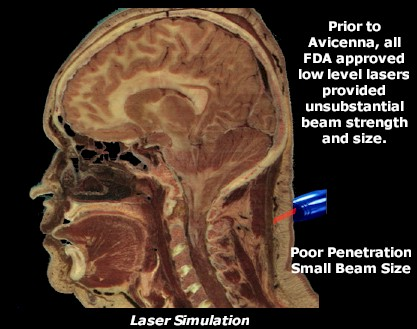 Prior to
Avicenna, all
FDA approved
low level lasers
provided
unsubstantial
beam strength
and size.
Poor Penetration
Small Beam Size
Laser Simulation